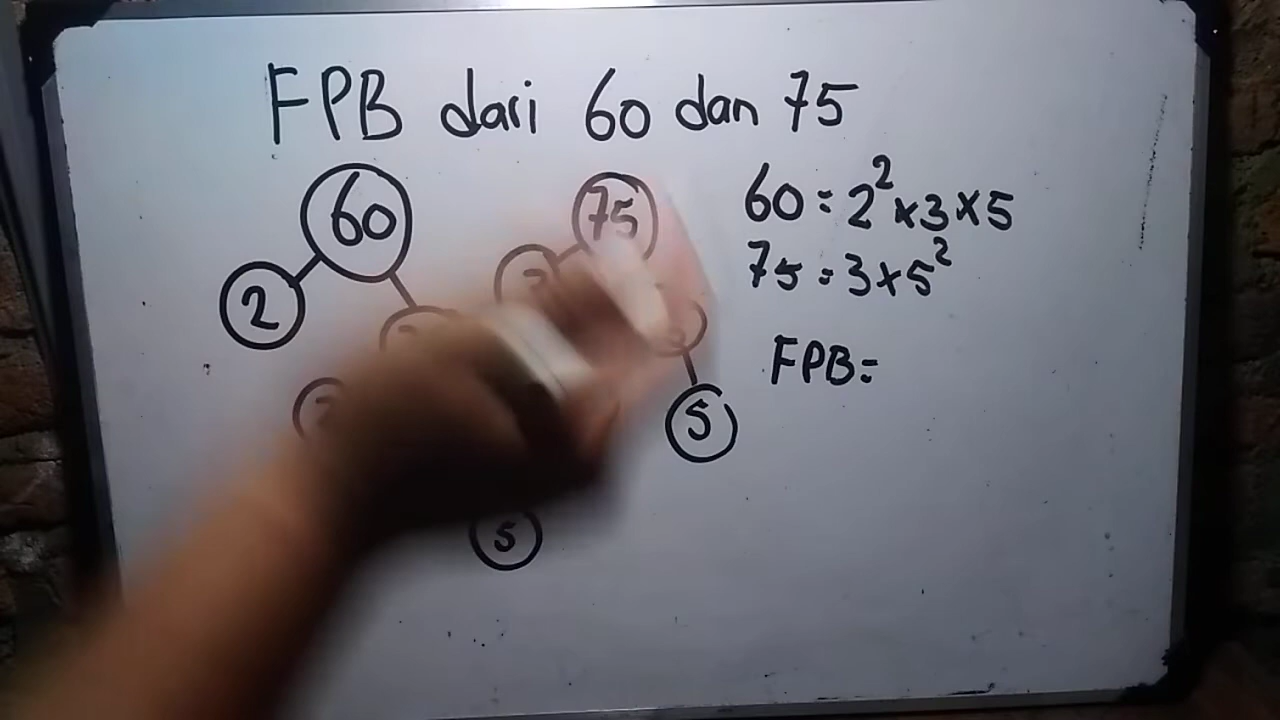 FPB dari 60 dan 75
60
75
2
5
5
60 = 2² × 3 × 5
75 = 3 × 5²
FPB =